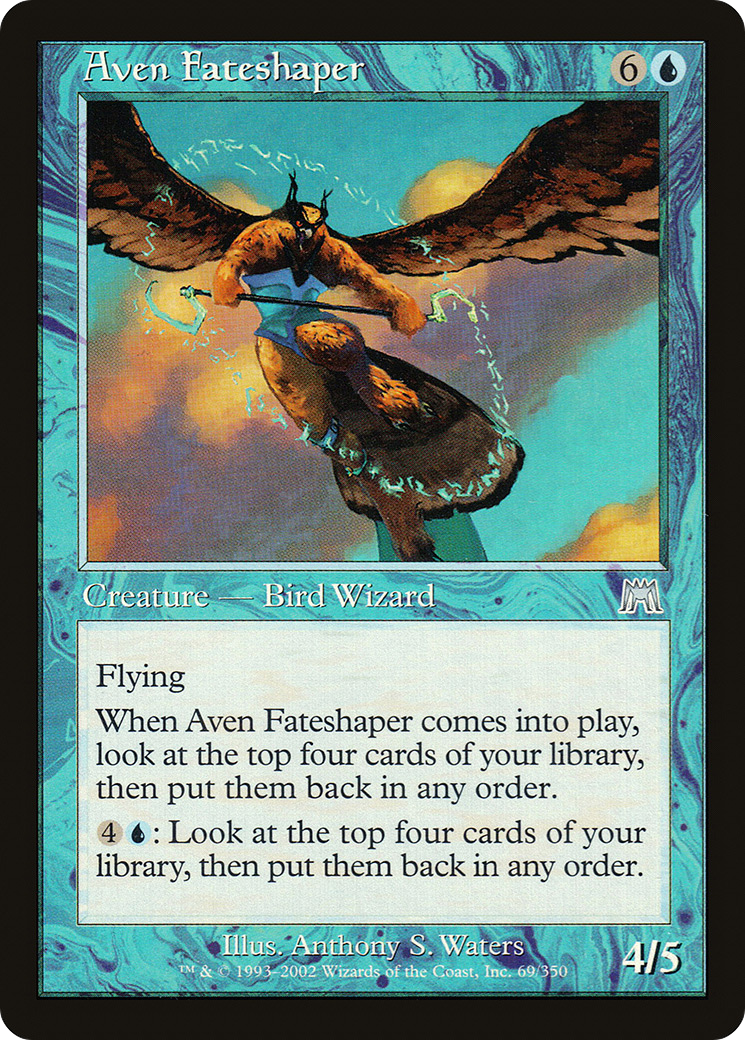 Aven Fateshaper 6
Creature — Bird Wizard
Flying
When Aven Fateshaper comes into play,
look at the top four cards of your library,
then put them back in any order.
4 : Look at the top four cards of your
library, then put them back in any order.
Illus. Anthony S. Waters
™ & © 1993–2002 Wizards of the Coast, Inc. 69/350
4/5